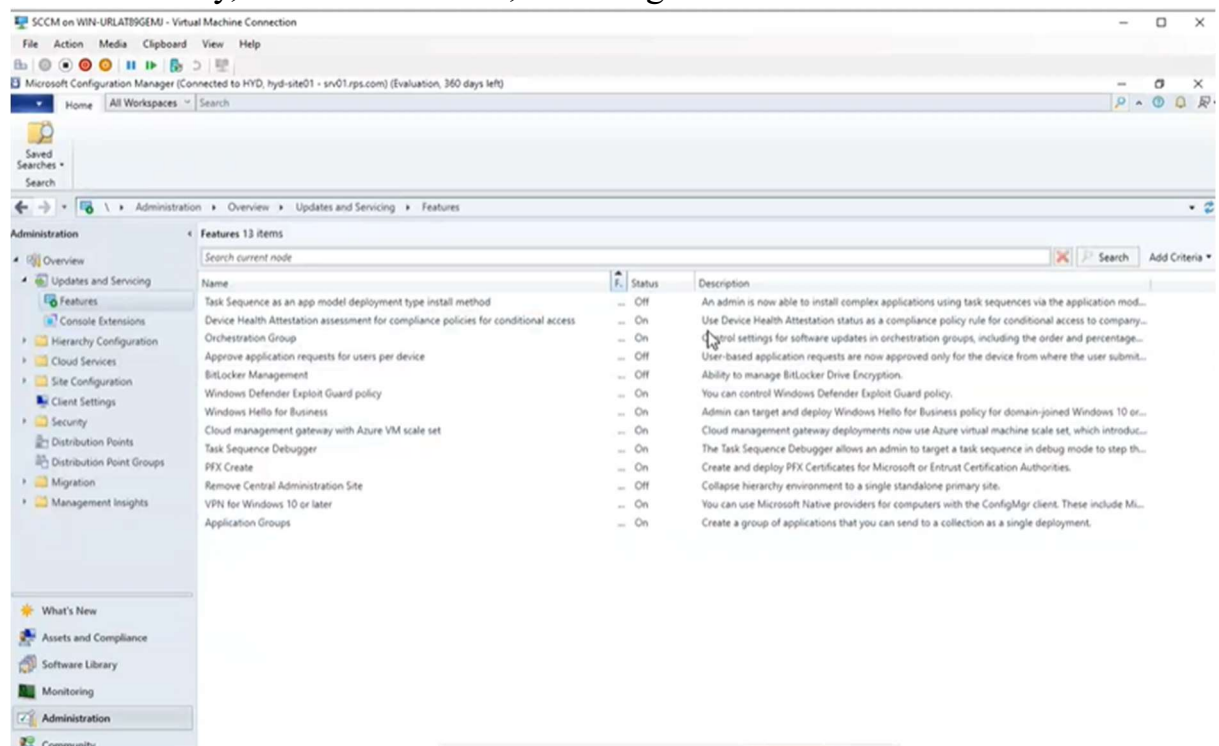 SCCM on WIN-URLAT89GEMJ - Virtual Machine Connection
File Action Media Clipboard View Help
Microsoft Configuration Manager (Connected to HYD, hyd-site01 - srv01.rps.com) (Evaluation, 360 days left)
Home All Workspaces Search
Saved
Searches
Search
\ Administration Overview Updates and Servicing Features
Administration
Features 13 items
Overview
Search current node Search Add Criteria
Updates and Servicing
Features
Console Extensions
Hierarchy Configuration
Cloud Services
Site Configuration
Client Settings
Security
Distribution Points
Distribution Point Groups
Migration
Management Insights
Name F. Status Description
Task Sequence as an app model deployment type install method ... Off An admin is now able to install complex applications using task sequences via the application mod...
Device Health Attestation assessment for compliance policies for conditional access ... On Use Device Health Attestation status as a compliance policy rule for conditional access to company...
Orchestration Group ... On Control settings for software updates in orchestration groups, including the order and percentage...
Approve application requests for users per device ... Off User-based application requests are now approved only for the device from where the user submit...
BitLocker Management ... Off Ability to manage BitLocker Drive Encryption.
Windows Defender Exploit Guard policy ... On You can control Windows Defender Exploit Guard policy.
Windows Hello for Business ... On Admin can target and deploy Windows Hello for Business policy for domain-joined Windows 10 or...
Cloud management gateway with Azure VM scale set ... On Cloud management gateway deployments now use Azure virtual machine scale set, which introduc...
Task Sequence Debugger ... On The Task Sequence Debugger allows an admin to target a task sequence in debug mode to step th...
PFX Create ... On Create and deploy PFX Certificates for Microsoft or Entrust Certification Authorities.
Remove Central Administration Site ... Off Collapse hierarchy environment to a single standalone primary site.
VPN for Windows 10 or later ... On You can use Microsoft Native providers for computers with the ConfigMgr client. These include Mi...
Application Groups ... On Create a group of applications that you can send to a collection as a single deployment.
What's New
Assets and Compliance
Software Library
Monitoring
Administration
Community